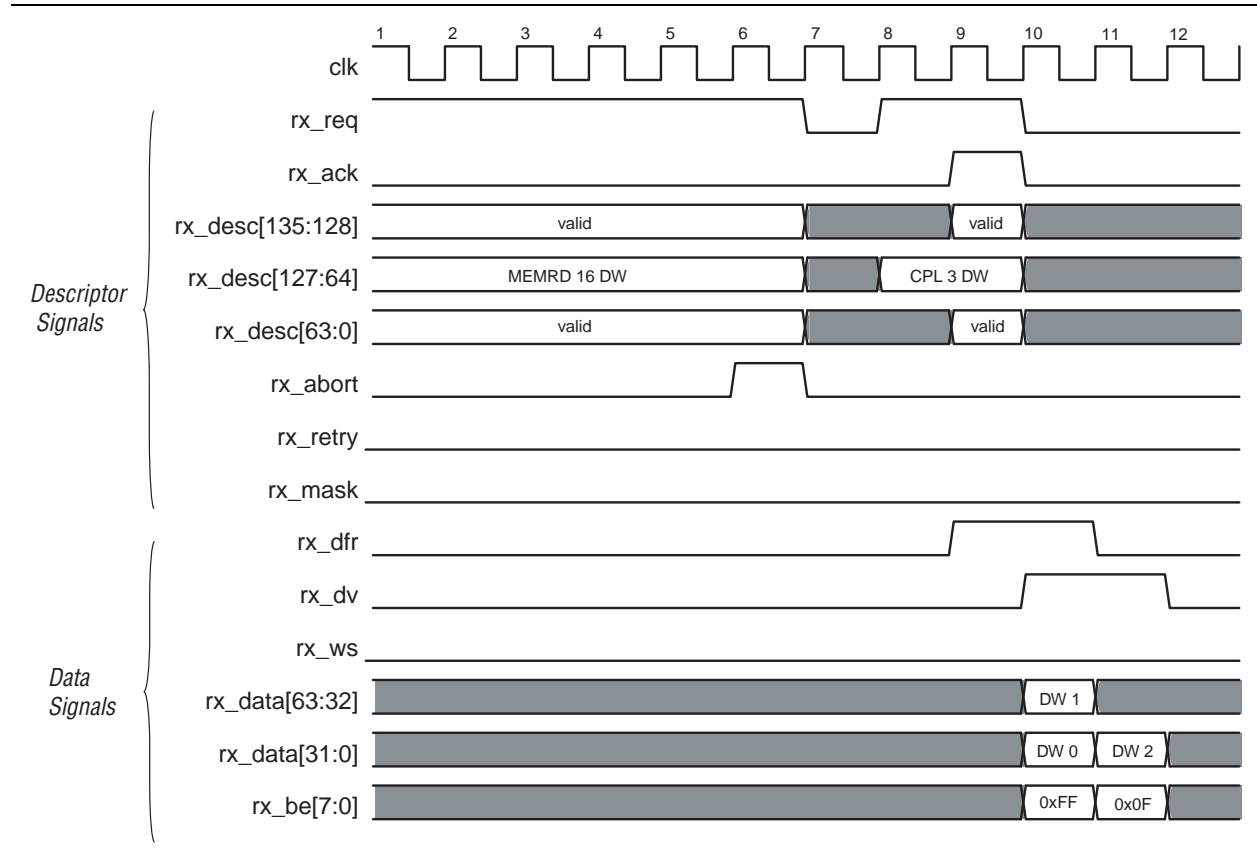 1 2 3 4 5 6 7 8 9 10 11 12
clk
Descriptor
Signals
rx_req
rx_ack
rx_desc[135:128] valid valid
rx_desc[127:64] MEMRD 16 DW CPL 3 DW
rx_desc[63:0] valid valid
rx_abort
rx_retry
rx_mask
Data
Signals
rx_dfr
rx_dv
rx_ws
rx_data[63:32] DW 1
rx_data[31:0] DW 0 DW 2
rx_be[7:0] 0xFF 0x0F